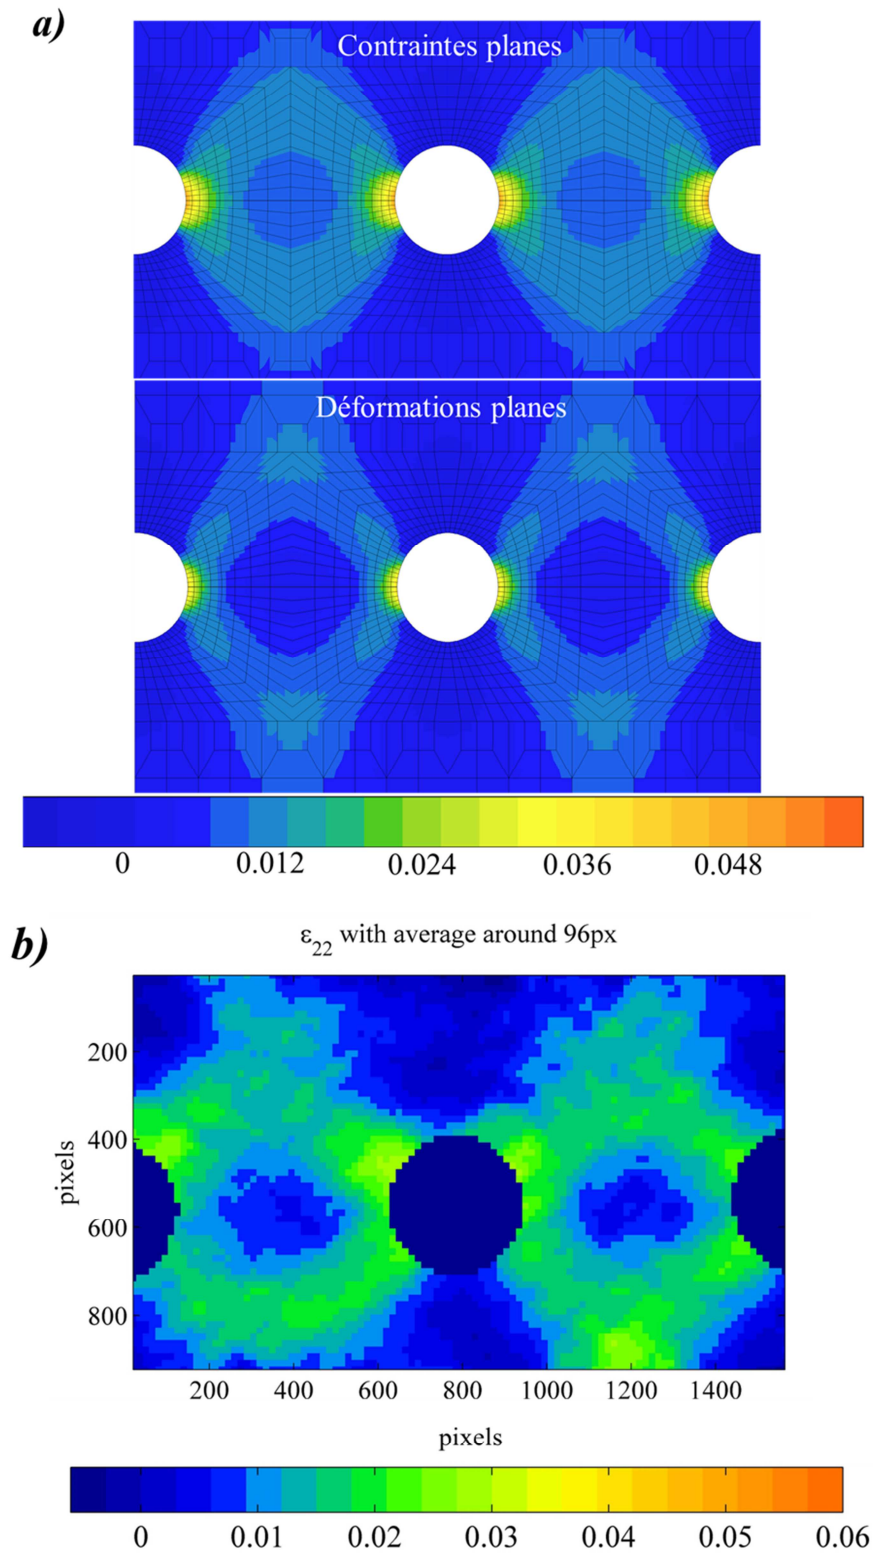 a)
Contraintes planes
Déformations planes
0 0.012 0.024 0.036 0.048
b)
ε22 with average around 96px
200
400
600
800
pixels
200 400 600 800 1000 1200 1400
pixels
0 0.01 0.02 0.03 0.04 0.05 0.06